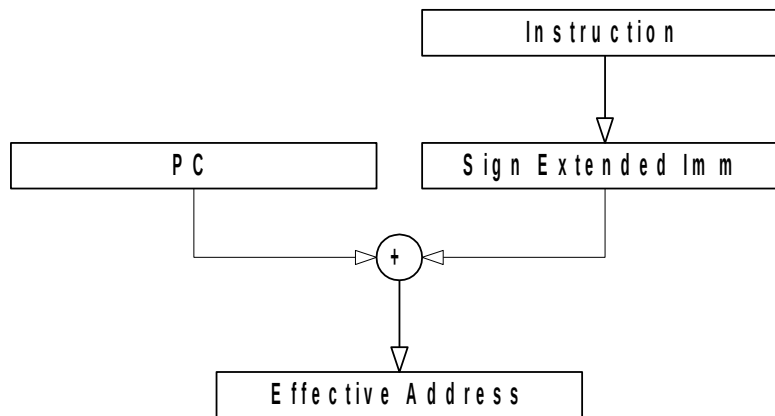 Instruction
PC
Sign Extended Imm
+
Effective Address